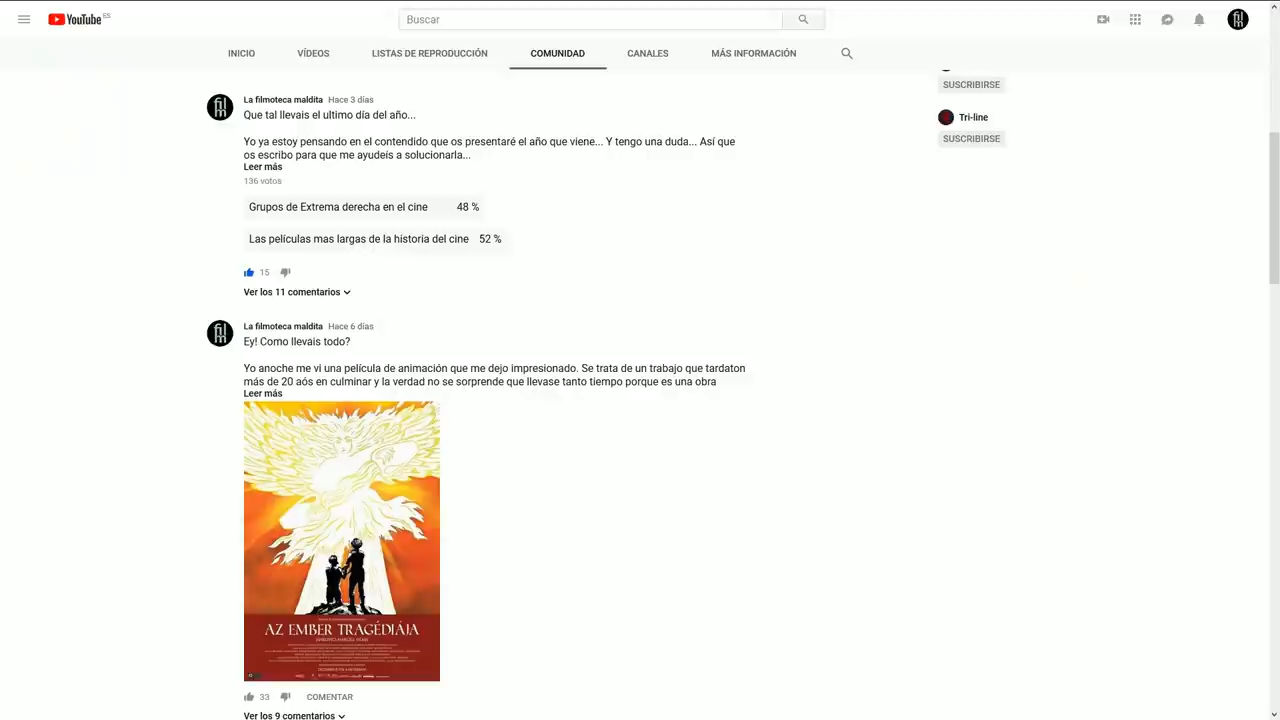 YouTube ES
Buscar
INICIO
VÍDEOS
LISTAS DE REPRODUCCIÓN
COMUNIDAD
CANALES
MÁS INFORMACIÓN
SUSCRIBIRSE
Tri-line
SUSCRIBIRSE
film
La filmoteca maldita Hace 3 días
Que tal llevais el ultimo día del año...
Yo ya estoy pensando en el contendido que os presentaré el año que viene... Y tengo una duda... Así que
os escribo para que me ayudeis a solucionarla...
Leer más
136 votos
Grupos de Extrema derecha en el cine 48 %
Las películas mas largas de la historia del cine 52 %
15
Ver los 11 comentarios
film
La filmoteca maldita Hace 6 días
Ey! Como llevais todo?
Yo anoche me vi una película de animación que me dejo impresionado. Se trata de un trabajo que tardaton
más de 20 aós en culminar y la verdad no se sorprende que llevase tanto tiempo porque es una obra
Leer más
AZ EMBER TRAGÉDIÁJA
33
COMENTAR
Ver los 9 comentarios